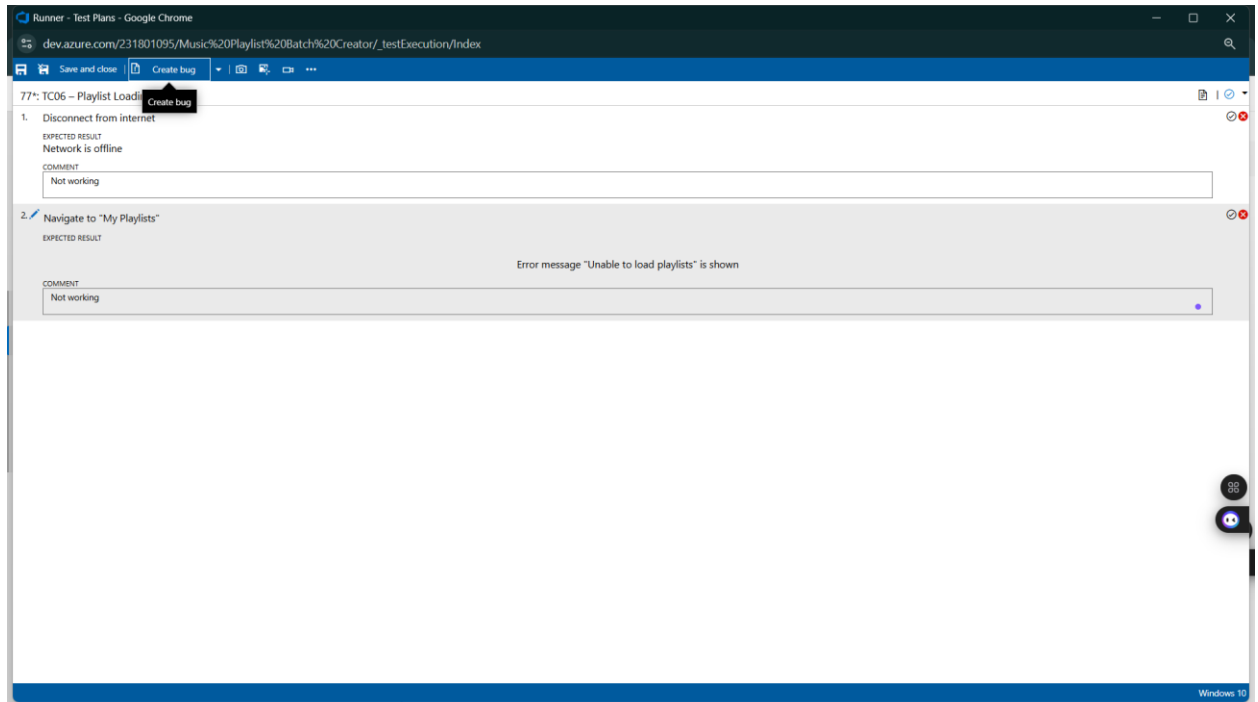 Runner - Test Plans - Google Chrome
dev.azure.com/231801095/Music%20Playlist%20Batch%20Creator/_testExecution/Index
Save and close | Create bug
77*: TC06 – Playlist Loadi
Create bug
1. Disconnect from internet
EXPECTED RESULT
Network is offline
COMMENT
Not working
2. Navigate to "My Playlists"
EXPECTED RESULT
Error message "Unable to load playlists" is shown
COMMENT
Not working
Windows 10